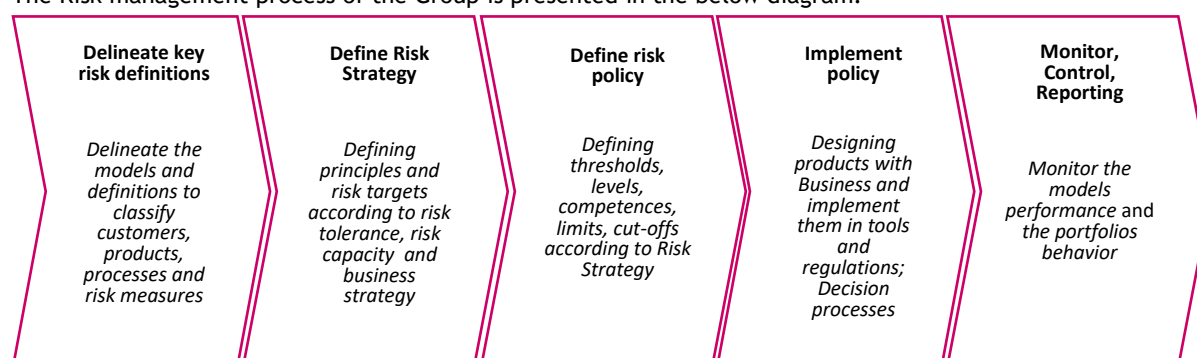 The Risk management process of the Group is presented in the below diagram.
Delineate key
risk definitions
Delineate the
models and
definitions to
classify
customers,
products,
processes and
risk measures
Define Risk
Strategy
Defining
principles and
risk targets
according to risk
tolerance, risk
capacity and
business
strategy
Define risk
policy
Defining
thresholds,
levels,
competences,
limits, cut-offs
according to Risk
Strategy
Implement
policy
Designing
products with
Business and
implement
them in tools
and
regulations;
Decision
processes
Monitor,
Control,
Reporting
Monitor the
models
performance and
the portfolios
behavior